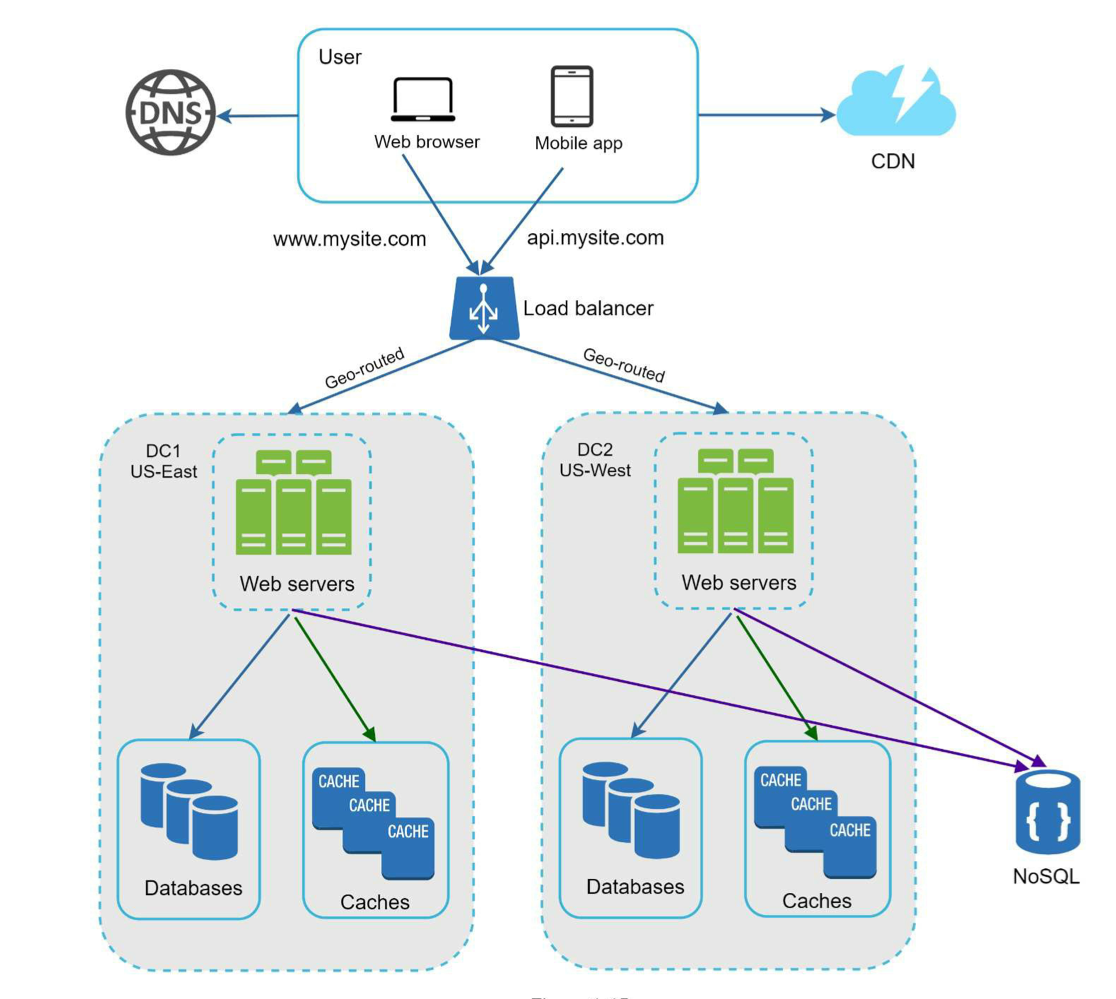 User
DNS
Web browser
Mobile app
CDN
www.mysite.com
api.mysite.com
Load balancer
Geo-routed
Geo-routed
DC1
US-East
Web servers
DC2
US-West
Web servers
CACHE
CACHE
CACHE
Databases
Caches
CACHE
CACHE
CACHE
Databases
Caches
{ }
NoSQL